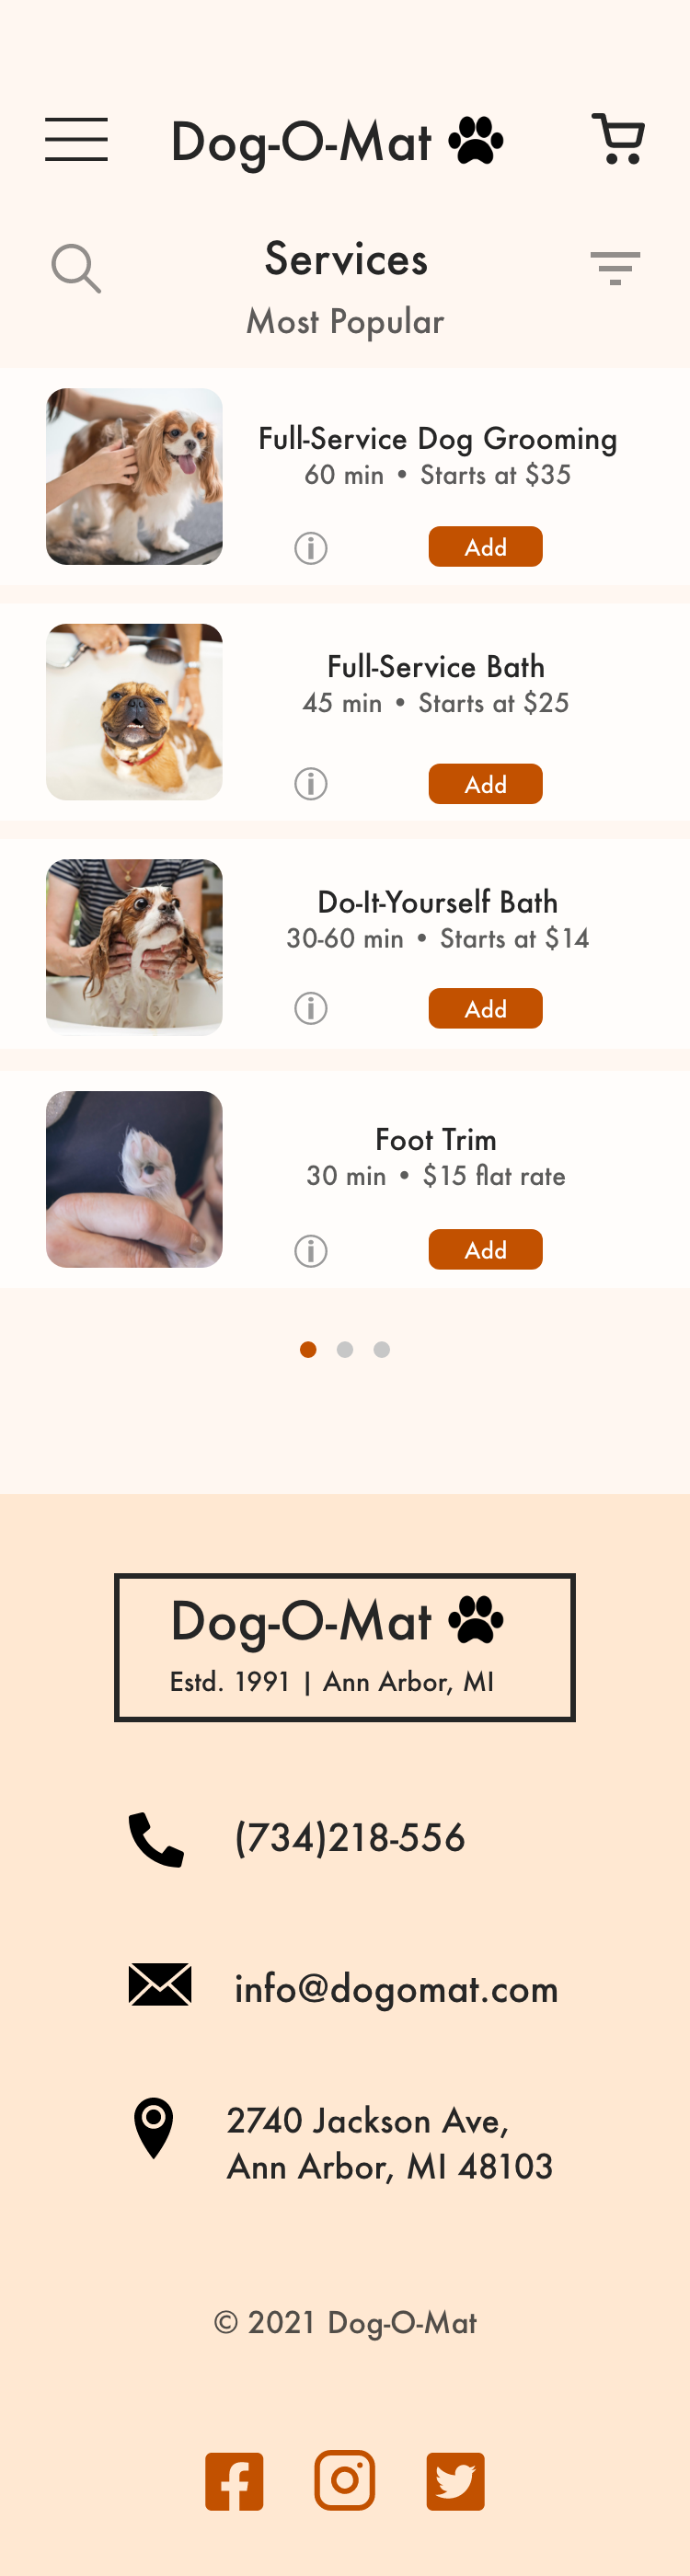 Dog-O-Mat
Services
Most Popular
Full-Service Dog Grooming
60 min • Starts at $35
Add
Full-Service Bath
45 min • Starts at $25
Add
Do-It-Yourself Bath
30-60 min • Starts at $14
Add
Foot Trim
30 min • $15 flat rate
Add
Dog-O-Mat
Estd. 1991 | Ann Arbor, MI
(734)218-556
info@dogomat.com
2740 Jackson Ave,
Ann Arbor, MI 48103
© 2021 Dog-O-Mat